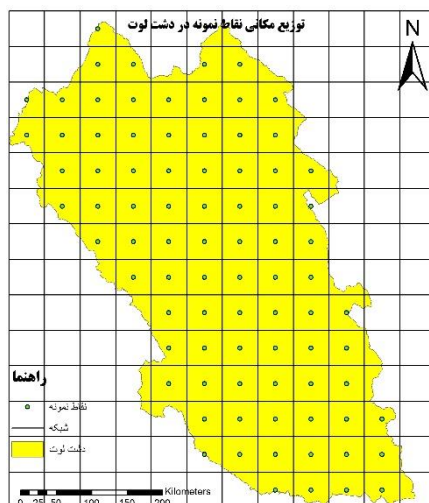 توزیع مکانی نقاط نمونه در دشت لوت
N
راهنما
نقاط نمونه
شبکه
دشت لوت
Kilometers
0 25 50 100 150 200